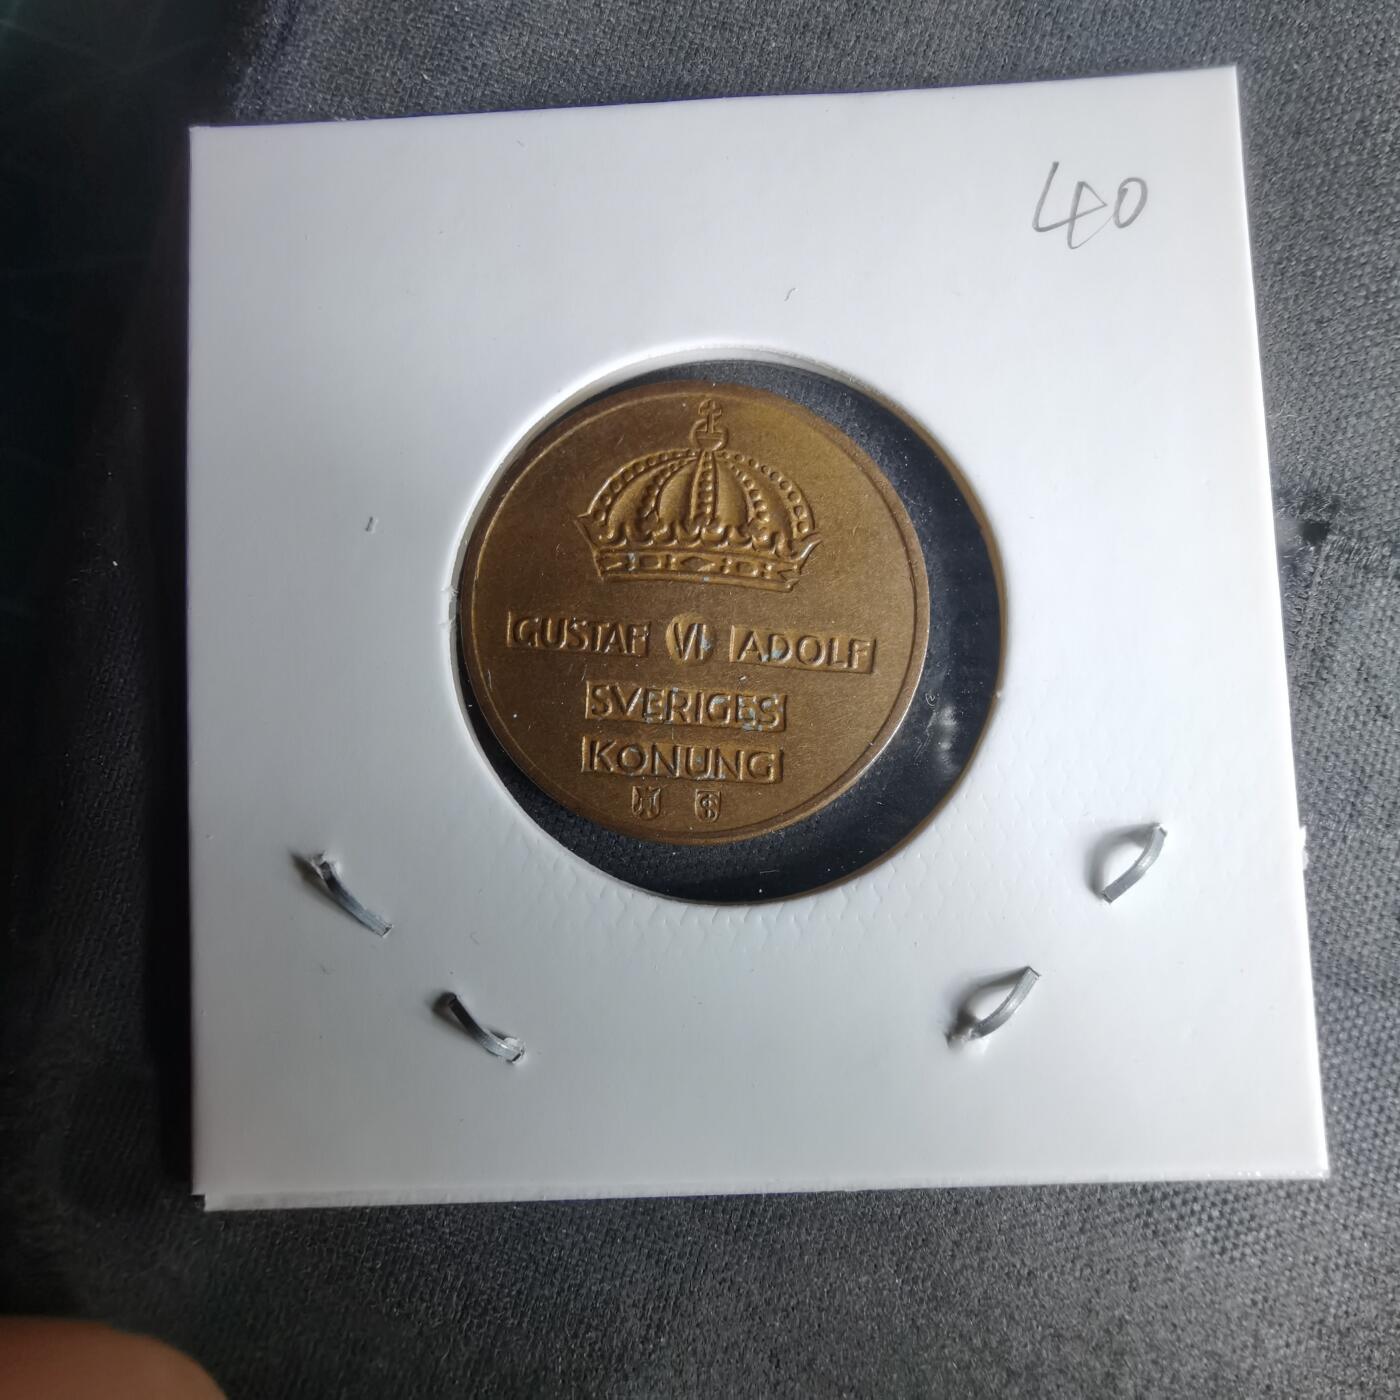 40
GUSTAF VI ADOLF
SVERIGES
KONUNG